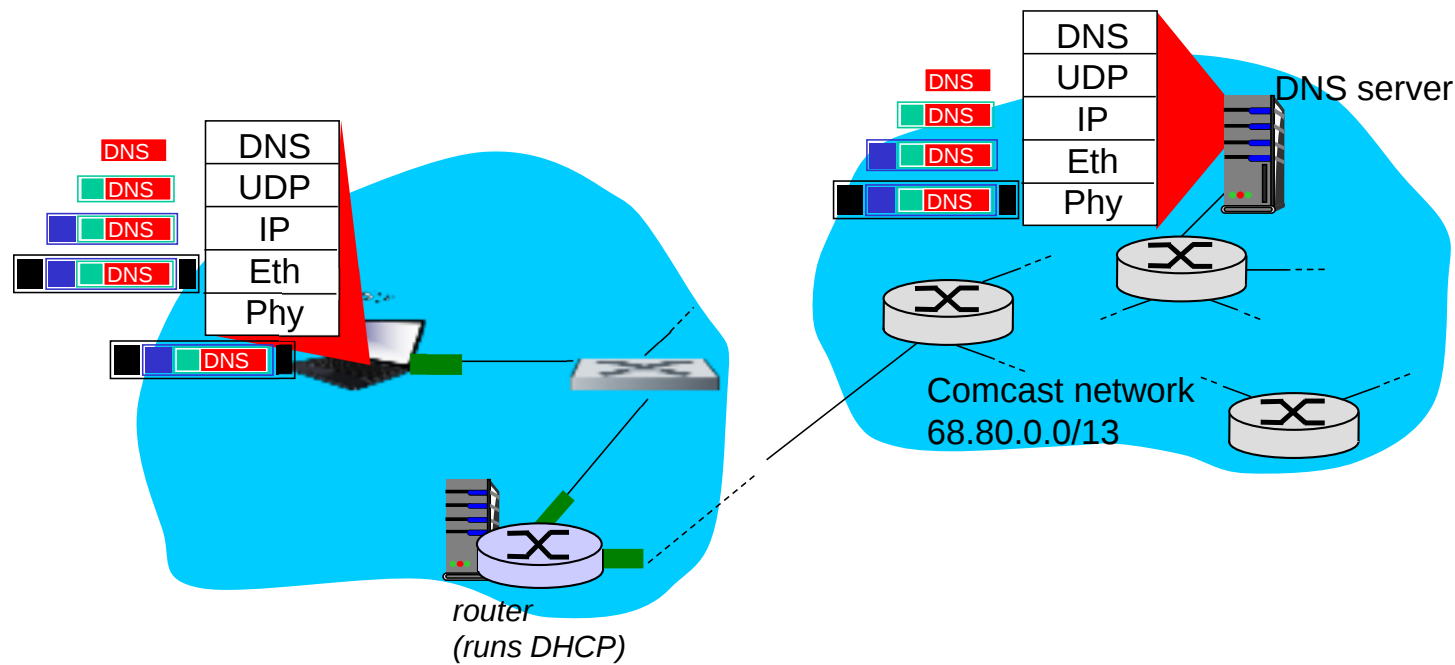 DNS
DNS
DNS
DNS
DNS
DNS
UDP
IP
Eth
Phy
DNS
DNS
DNS
DNS
DNS
UDP
IP
Eth
Phy
DNS server
Comcast network
68.80.0.0/13
router
(runs DHCP)